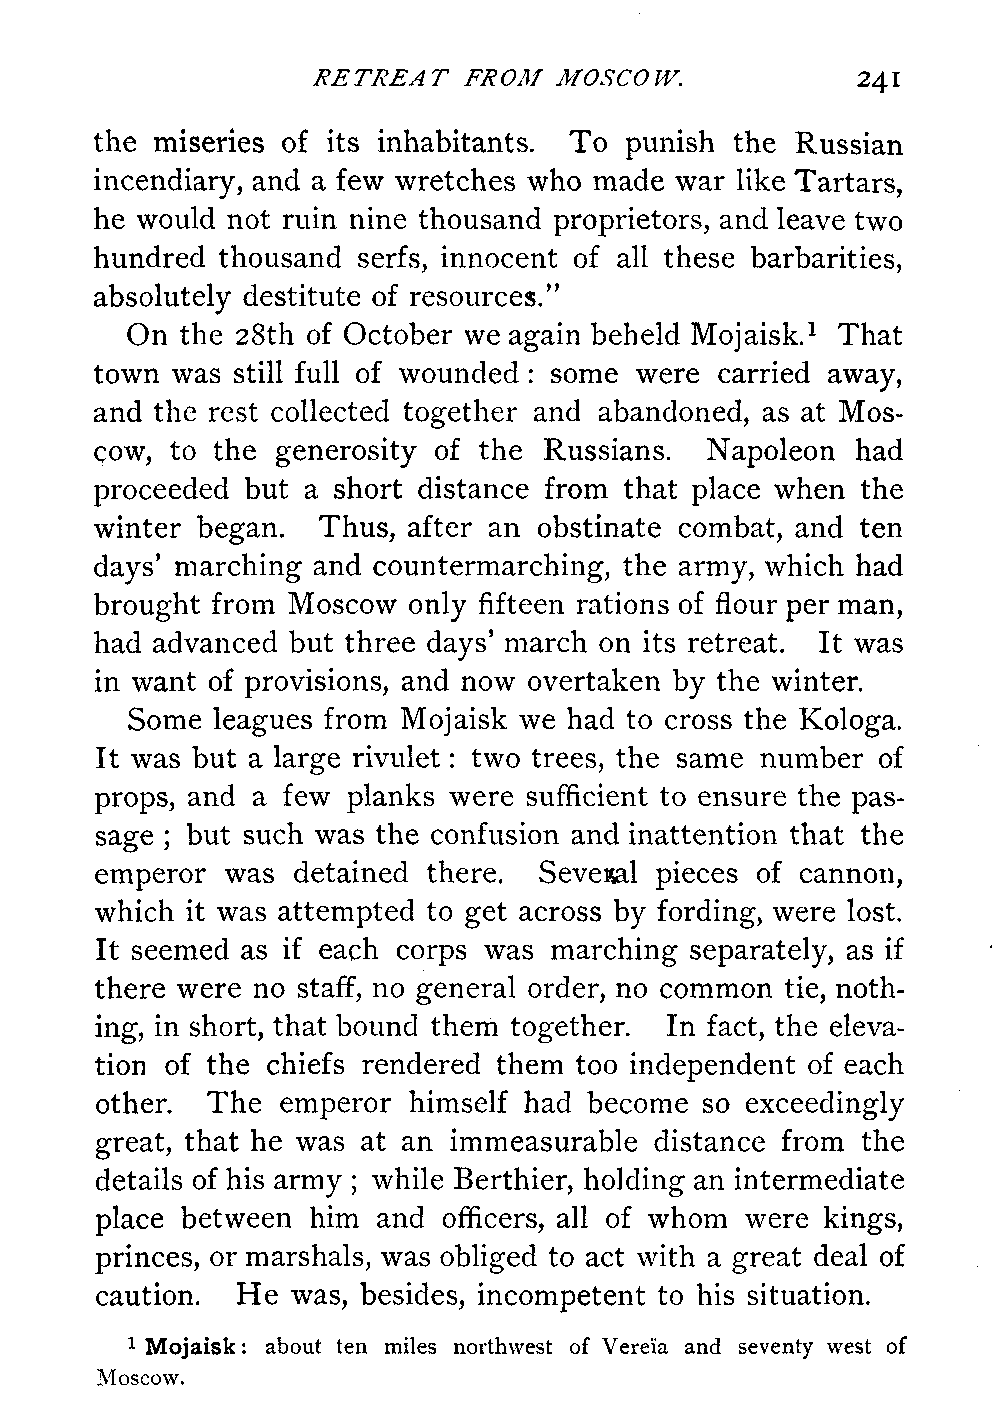 RETREAT FROM MOSCOW. 241
the miseries of its inhabitants. To punish the Russian
incendiary, and a few wretches who made war like Tartars,
he would not ruin nine thousand proprietors, and leave two
hundred thousand serfs, innocent of all these barbarities,
absolutely destitute of resources."
On the 28th of October we again beheld Mojaisk.¹ That
town was still full of wounded : some were carried away,
and the rest collected together and abandoned, as at Mos-
cow, to the generosity of the Russians. Napoleon had
proceeded but a short distance from that place when the
winter began. Thus, after an obstinate combat, and ten
days' marching and countermarching, the army, which had
brought from Moscow only fifteen rations of flour per man,
had advanced but three days' march on its retreat. It was
in want of provisions, and now overtaken by the winter.
Some leagues from Mojaisk we had to cross the Kologa.
It was but a large rivulet : two trees, the same number of
props, and a few planks were sufficient to ensure the pas-
sage ; but such was the confusion and inattention that the
emperor was detained there. Several pieces of cannon,
which it was attempted to get across by fording, were lost.
It seemed as if each corps was marching separately, as if
there were no staff, no general order, no common tie, noth-
ing, in short, that bound them together. In fact, the eleva-
tion of the chiefs rendered them too independent of each
other. The emperor himself had become so exceedingly
great, that he was at an immeasurable distance from the
details of his army ; while Berthier, holding an intermediate
place between him and officers, all of whom were kings,
princes, or marshals, was obliged to act with a great deal of
caution. He was, besides, incompetent to his situation.
¹ Mojaisk: about ten miles northwest of Vereïa and seventy west of
Moscow.